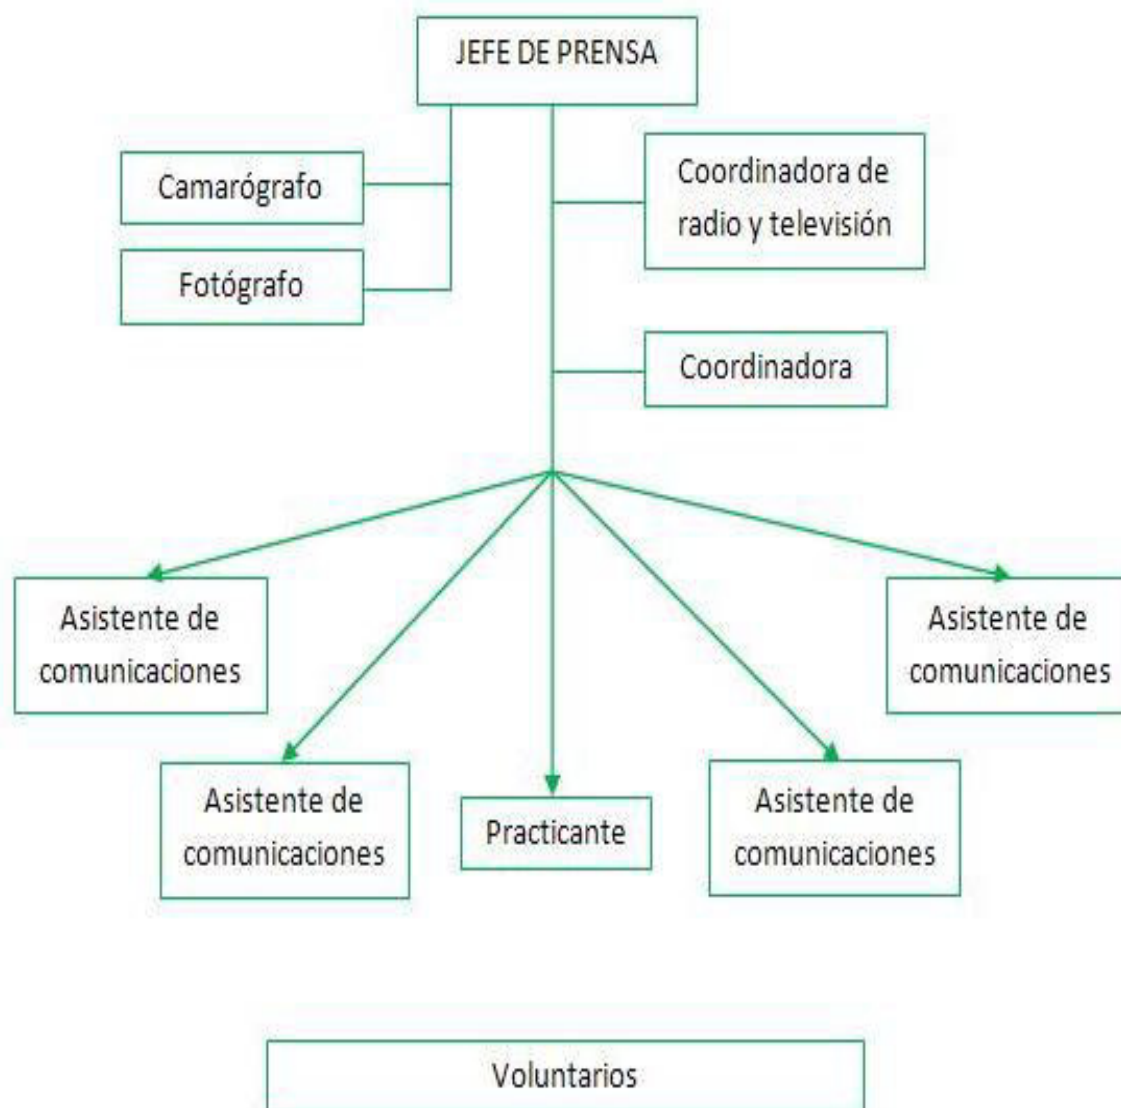 JEFE DE PRENSA
Camarógrafo
Coordinadora de
radio y televisión
Fotógrafo
Coordinadora
Asistente de
comunicaciones
Asistente de
comunicaciones
Asistente de
comunicaciones
Practicante
Asistente de
comunicaciones
Voluntarios